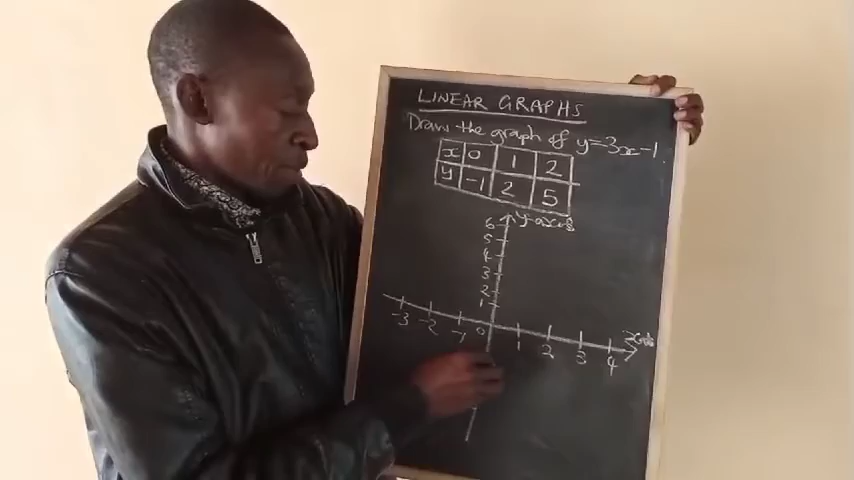 LINEAR GRAPHS
Draw the graph of y=3x-1.
x 0 1 2
y -1 2 5
y-axis
6
5
4
3
2
1
-3 -2 -1 0 1 2 3 4